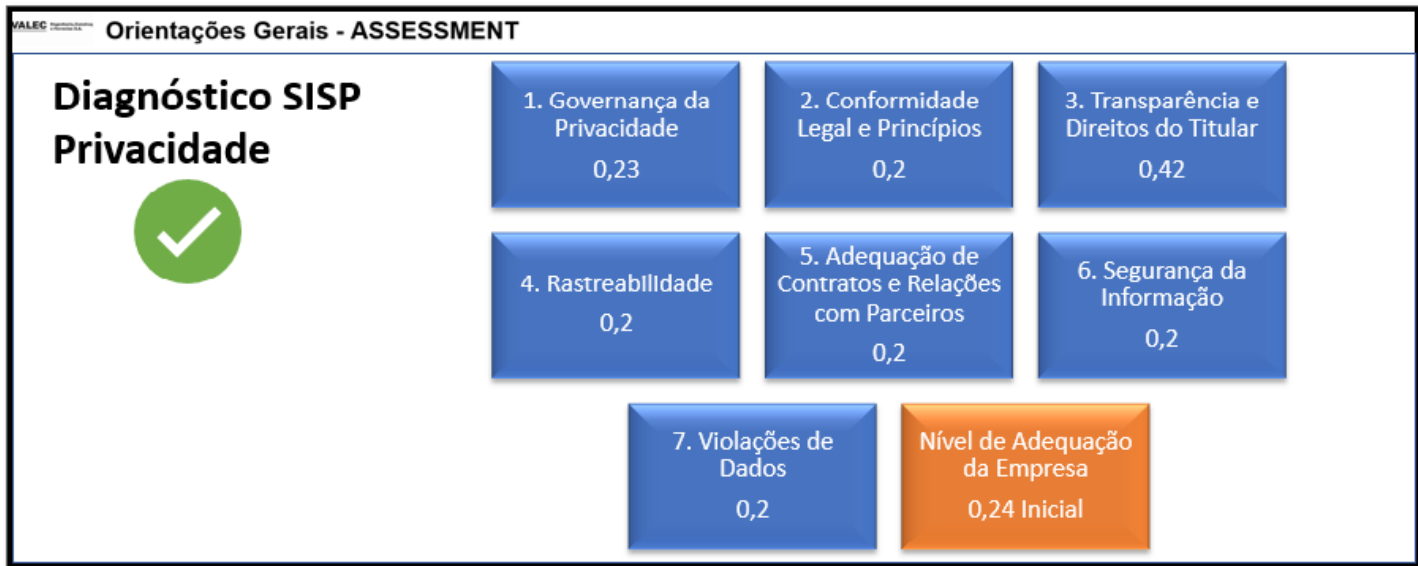 VALEC
Orientações Gerais - ASSESSMENT
Diagnóstico SISP
Privacidade
1. Governança da
Privacidade
0,23
2. Conformidade
Legal e Princípios
0,2
3. Transparência e
Direitos do Titular
0,42
4. Rastreabilidade
0,2
5. Adequação de
Contratos e Relações
com Parceiros
0,2
6. Segurança da
Informação
0,2
7. Violações de
Dados
0,2
Nível de Adequação
da Empresa
0,24 Inicial